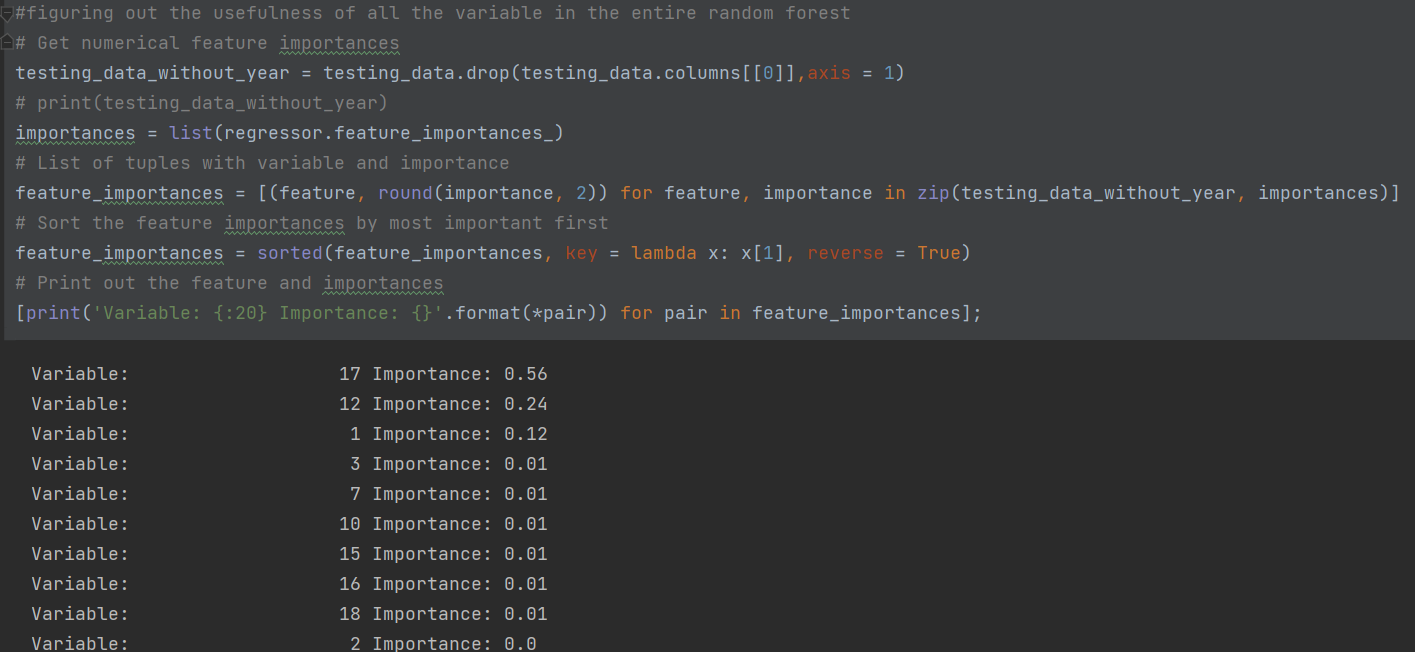 #figuring out the usefulness of all the variable in the entire random forest
# Get numerical feature importances
testing_data_without_year = testing_data.drop(testing_data.columns[[0]],axis = 1)
# print(testing_data_without_year)
importances = list(regressor.feature_importances_)
# List of tuples with variable and importance
feature_importances = [(feature, round(importance, 2)) for feature, importance in zip(testing_data_without_year, importances)]
# Sort the feature importances by most important first
feature_importances = sorted(feature_importances, key = lambda x: x[1], reverse = True)
# Print out the feature and importances
[print('Variable: {:20} Importance: {}'.format(*pair)) for pair in feature_importances];
Variable:                   17 Importance: 0.56
Variable:                   12 Importance: 0.24
Variable:                    1 Importance: 0.12
Variable:                    3 Importance: 0.01
Variable:                    7 Importance: 0.01
Variable:                   10 Importance: 0.01
Variable:                   15 Importance: 0.01
Variable:                   16 Importance: 0.01
Variable:                   18 Importance: 0.01
Variable:                    2 Importance: 0.0